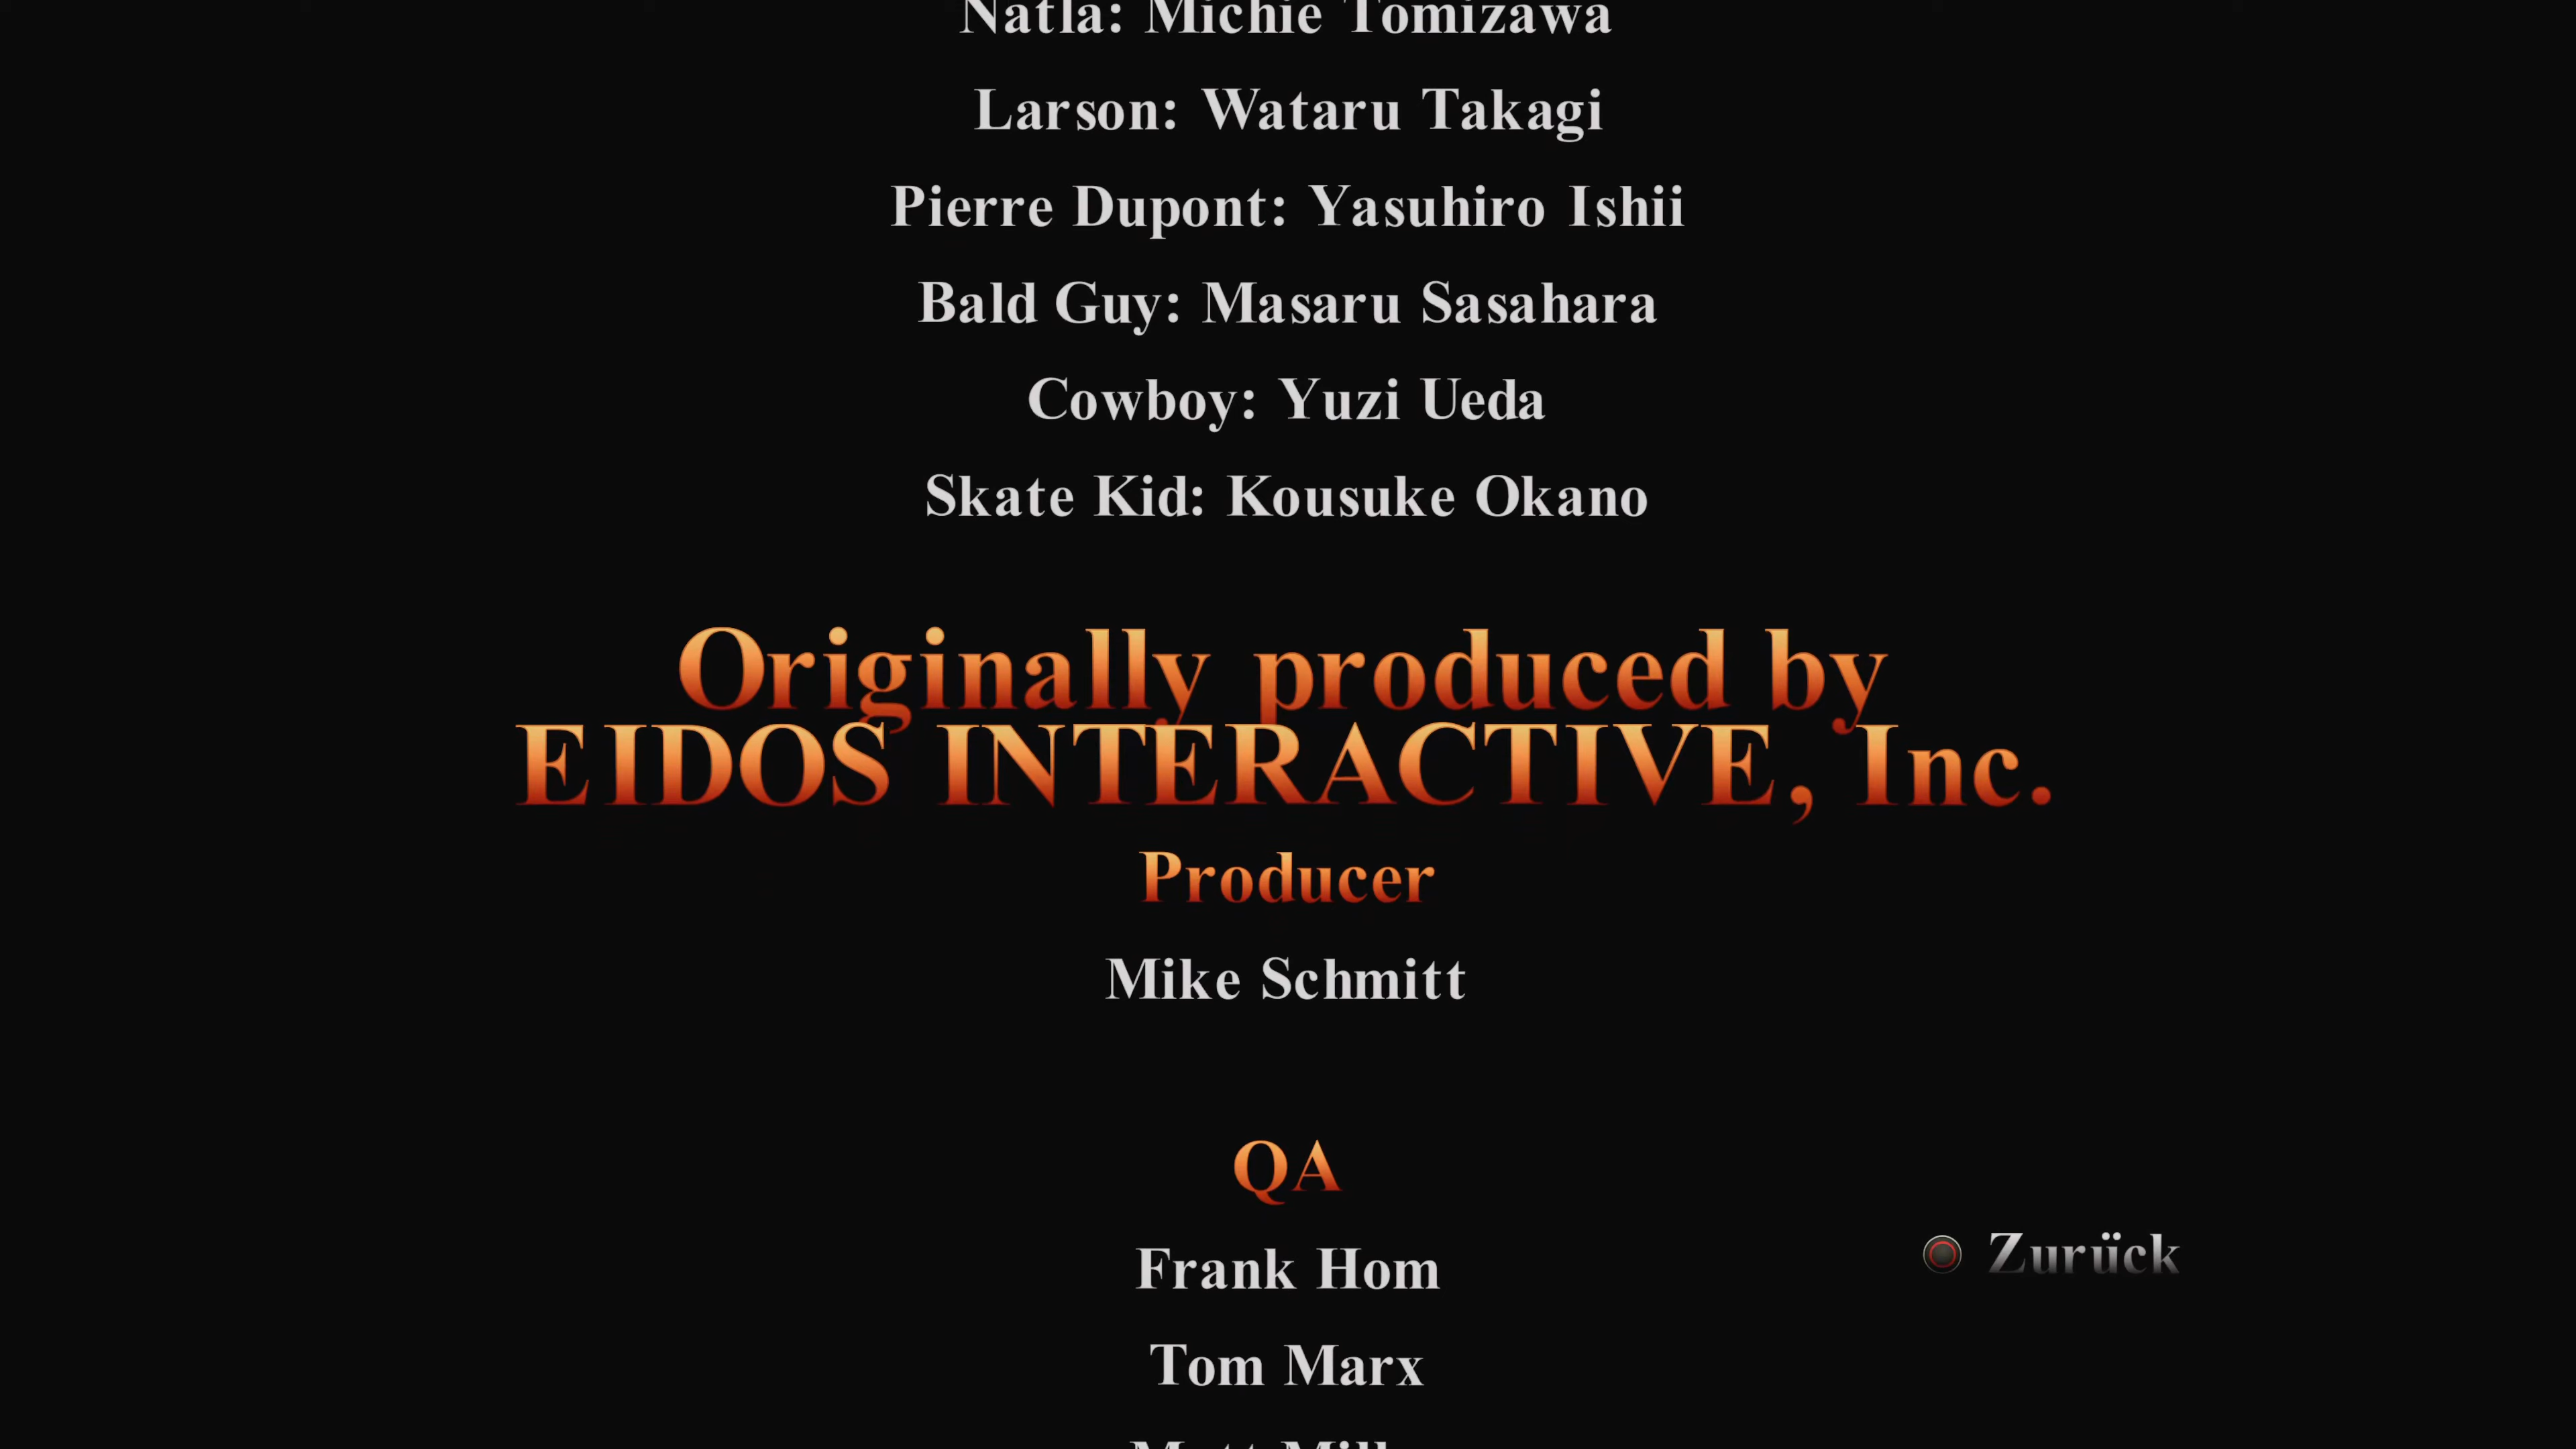 Natla: Michie Tomizawa
Larson: Wataru Takagi
Pierre Dupont: Yasuhiro Ishii
Bald Guy: Masaru Sasahara
Cowboy: Yuzi Ueda
Skate Kid: Kousuke Okano
Originally produced by
EIDOS INTERACTIVE, Inc.
Producer
Mike Schmitt
QA
Frank Hom
Zurück
Tom Marx